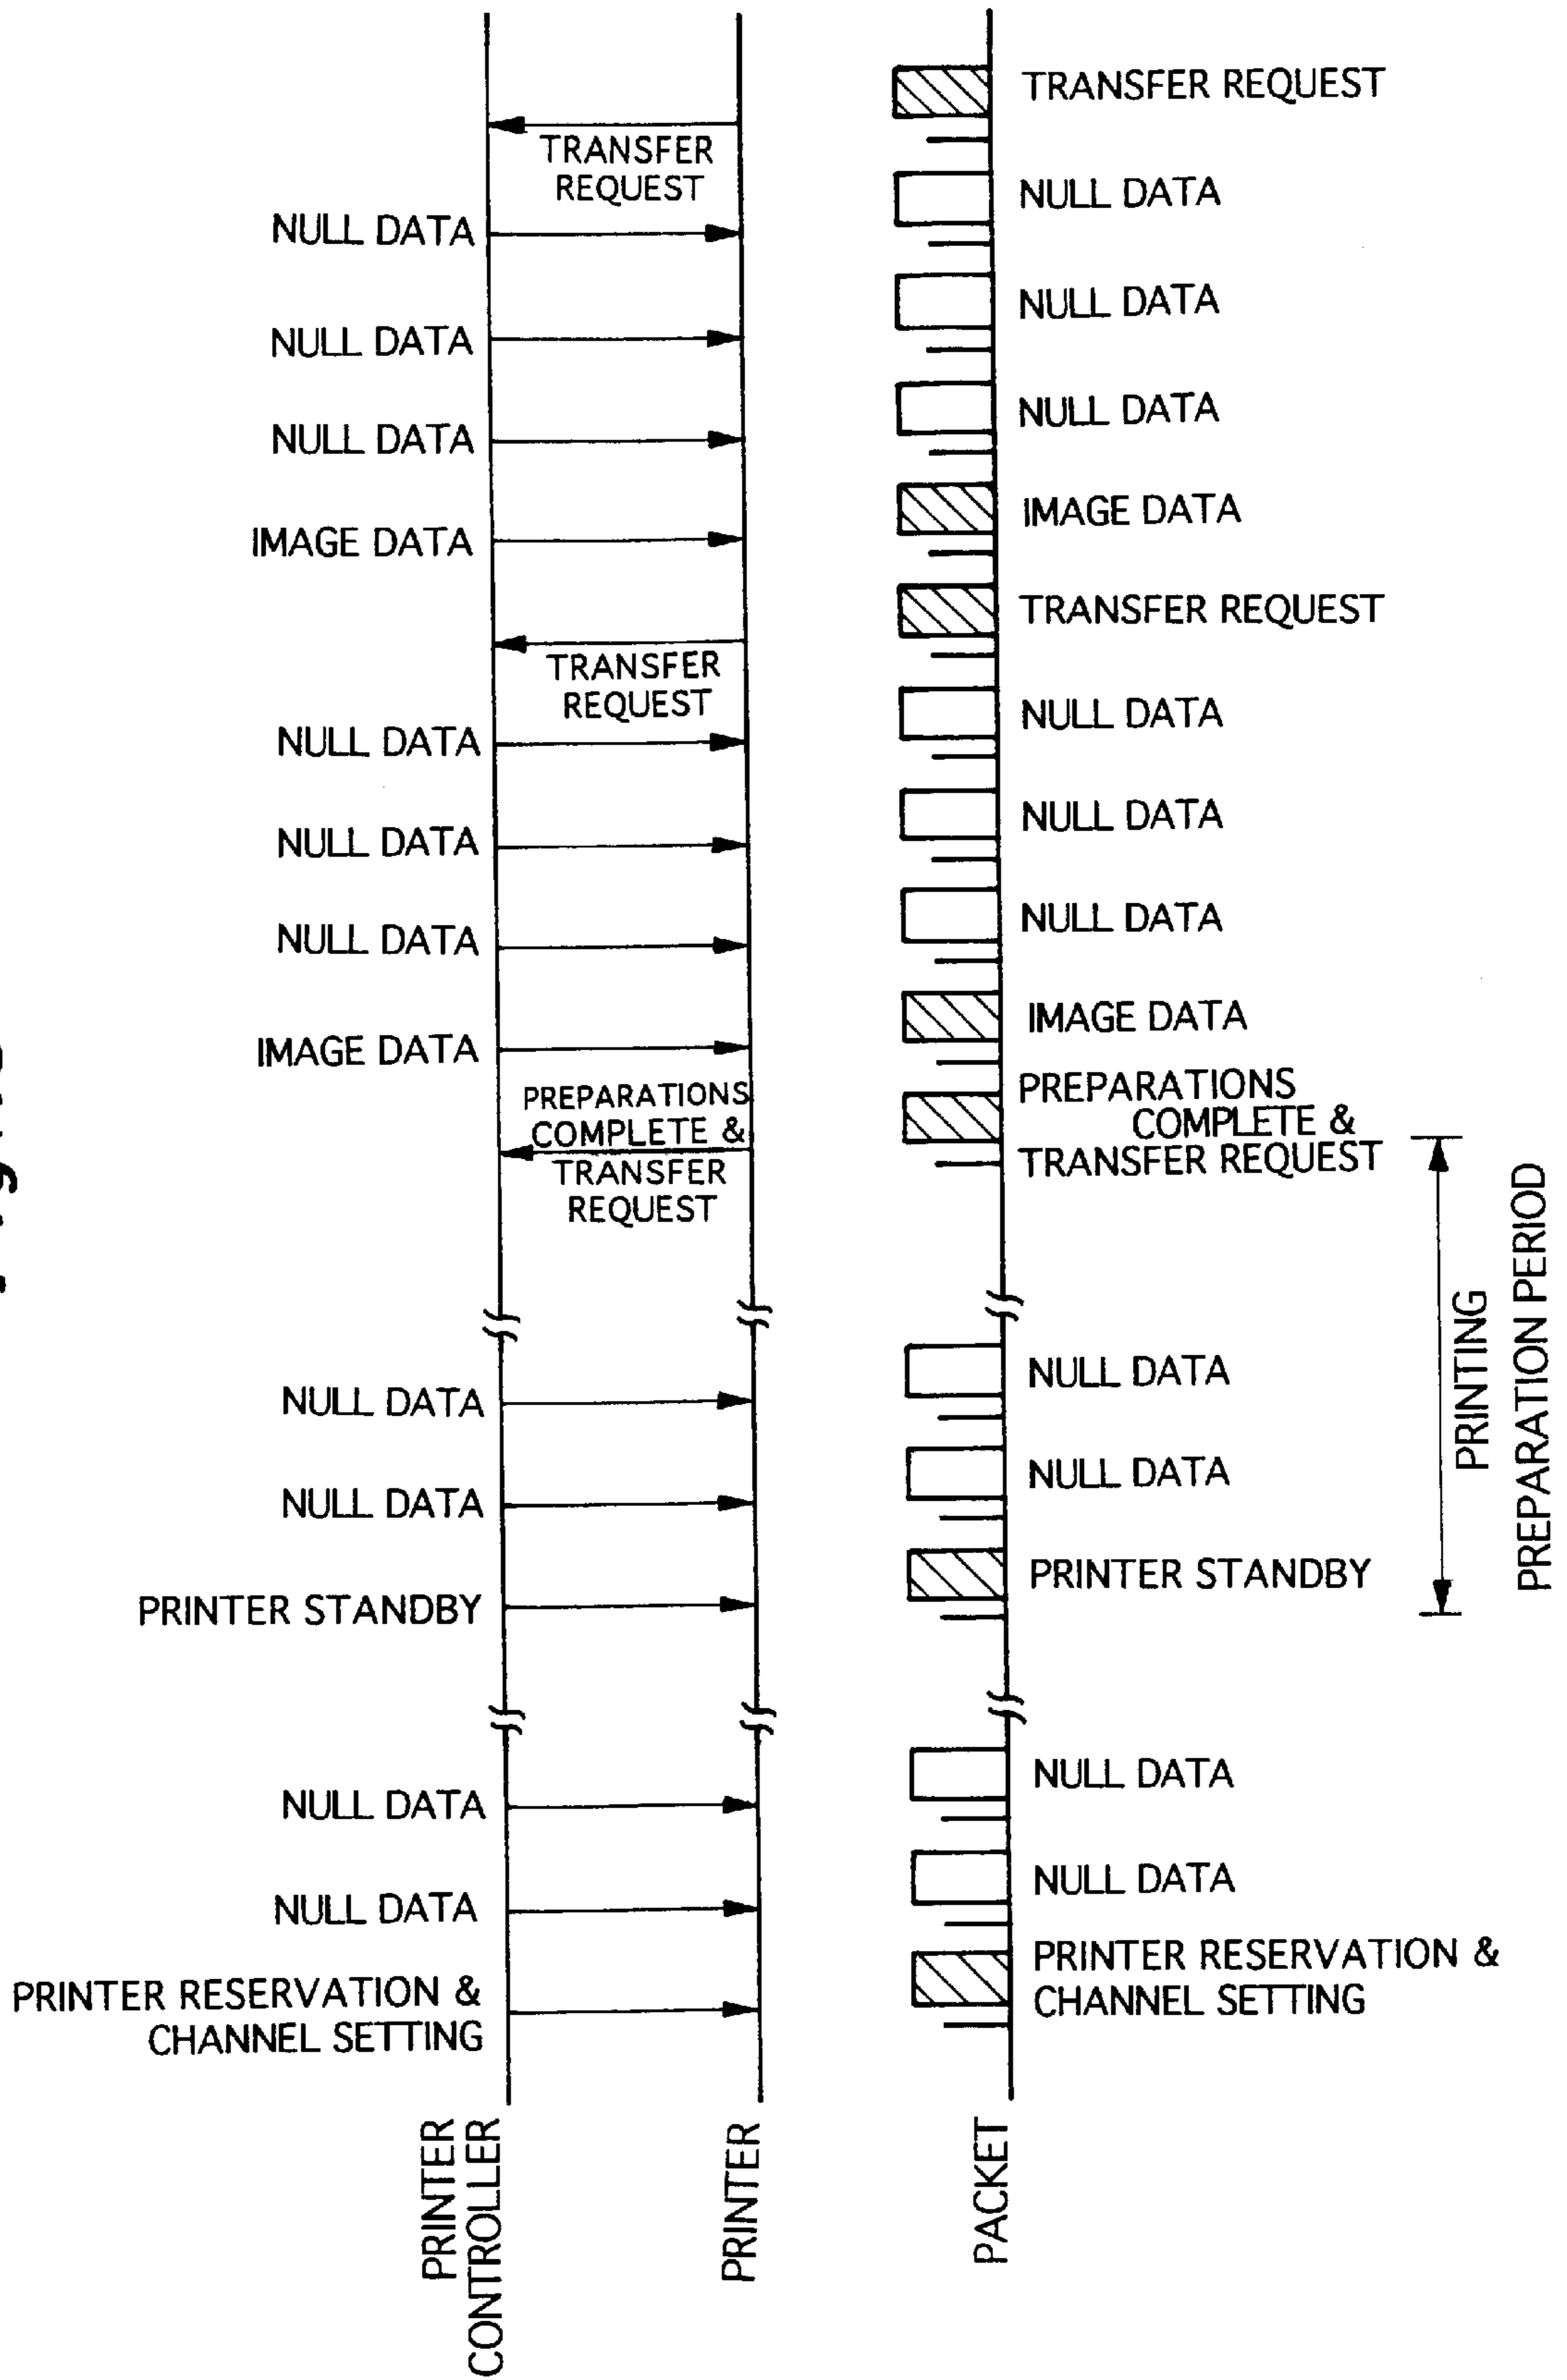 TRANSFER REQUEST
TRANSFER
REQUEST
NULL DATA
NULL DATA
NULL DATA
NULL DATA
NULL DATA
NULL DATA
IMAGE DATA
IMAGE DATA
TRANSFER REQUEST
TRANSFER
REQUEST
NULL DATA
NULL DATA
NULL DATA
NULL DATA
NULL DATA
NULL DATA
IMAGE DATA
IMAGE DATA
PREPARATIONS
COMPLETE &
TRANSFER REQUEST
PREPARATIONS
COMPLETE &
TRANSFER
REQUEST
PRINTING
PREPARATION PERIOD
NULL DATA
NULL DATA
NULL DATA
NULL DATA
PRINTER STANDBY
PRINTER STANDBY
NULL DATA
NULL DATA
NULL DATA
NULL DATA
PRINTER RESERVATION &
CHANNEL SETTING
PRINTER RESERVATION &
CHANNEL SETTING
PRINTER
CONTROLLER
PRINTER
PACKET